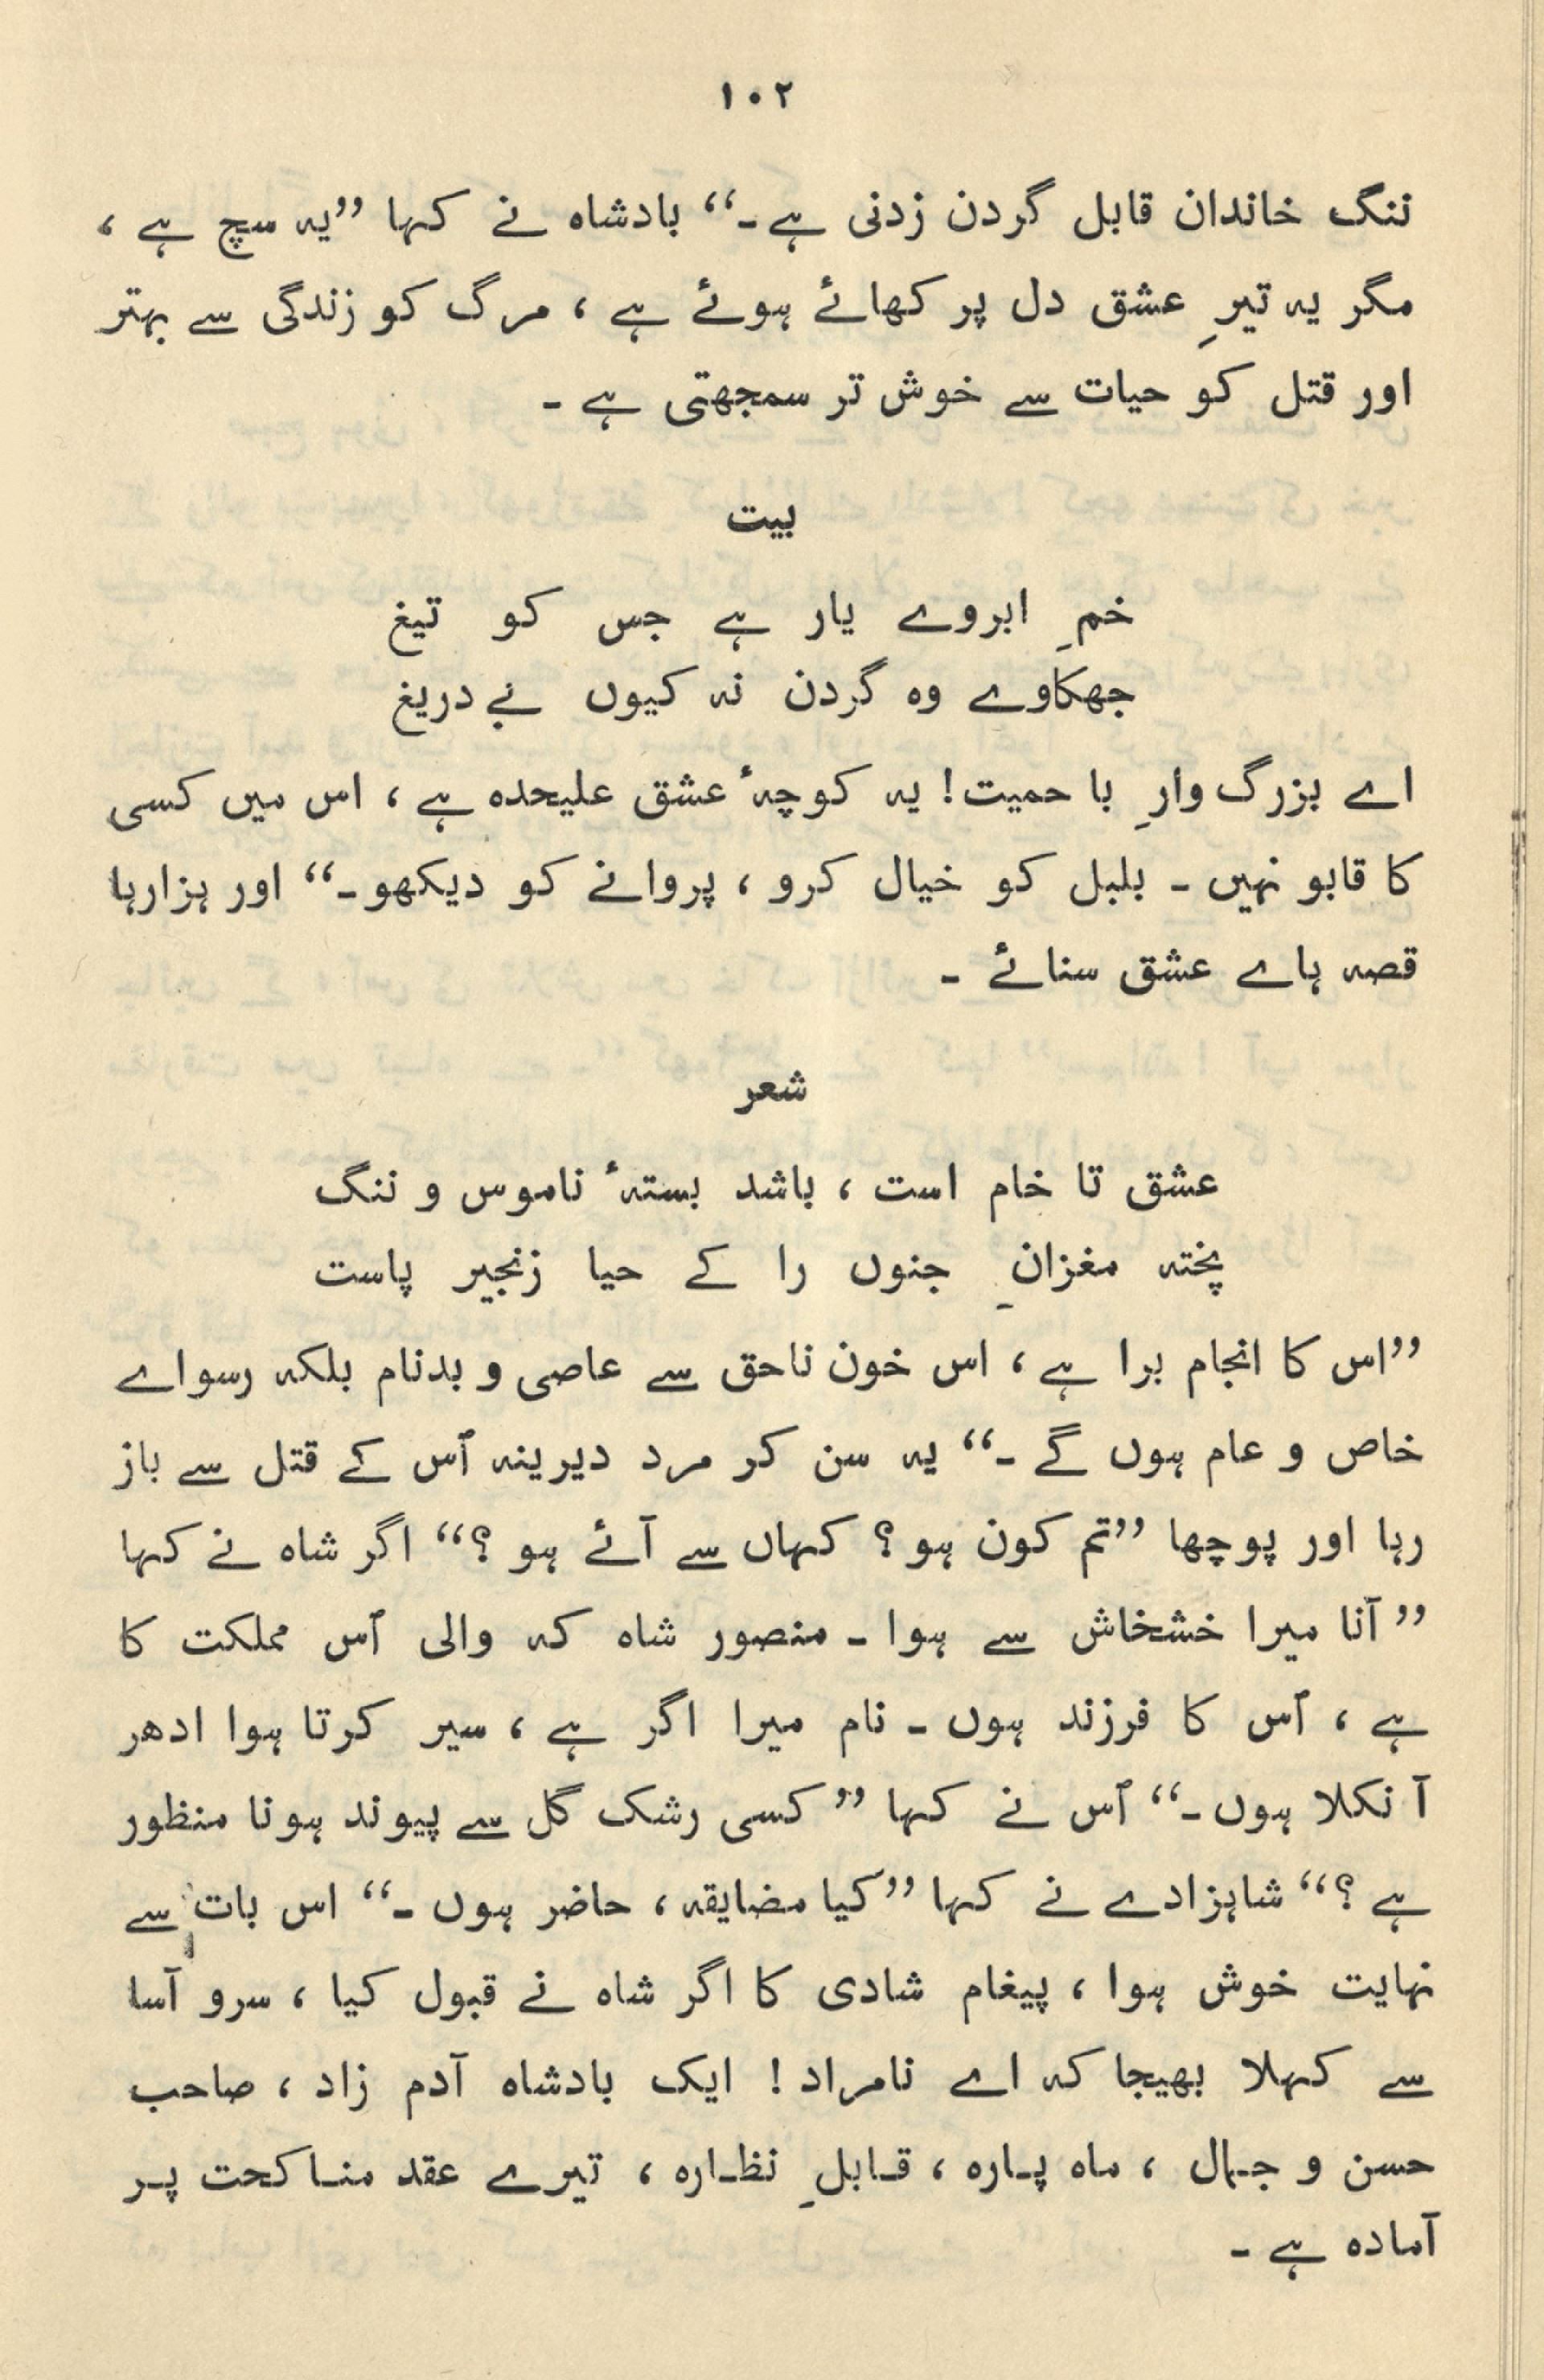 ۱۰۲
ننگ خاندان قابل گردن زدنی ہے۔“ بادشاہ نے کہا ”یہ سچ ہے ،
مگر یہ تیرِ عشق دل پر کھائے ہوئے ہے ، مرگ کو زندگی سے بہتر
اور قتل کو حیات سے خوش تر سمجھتی ہے ۔
بیت
خمِ ابروے یار ہے جس کو تیغ
جھکاوے وہ گردن نہ کیوں بے دریغ
اے بزرگ وارِ با حمیت! یہ کوچہٴ عشق علیحدہ ہے ، اس میں کسی
کا قابو نہیں ۔ بلبل کو خیال کرو ، پروانے کو دیکھو۔“ اور ہزارہا
قصہ ہاے عشق سنائے ۔
شعر
عشق تا خام است ، باشد بستہٴ ناموس و ننگ
پختہ مغزانِ جنوں را کے حیا زنجیر پاست
”اس کا انجام برا ہے ، اس خون ناحق سے عاصی و بدنام بلکہ رسواے
خاص و عام ہوں گے ۔“ یہ سن کر مرد دیرینہ اُس کے قتل سے باز
رہا اور پوچھا ”تم کون ہو؟ کہاں سے آئے ہو ؟“ اگر شاہ نے کہا
”آنا میرا خشخاش سے ہوا ۔ منصور شاہ کہ والی اُس مملکت کا
ہے ، اُس کا فرزند ہوں ۔ نام میرا اگر ہے ، سیر کرتا ہوا ادھر
آ نکلا ہوں۔“ اُس نے کہا ”کسی رشک گل سے پیوند ہونا منظور
ہے ؟“ شاہزادے نے کہا ”کیا مضایقہ ، حاضر ہوں ۔“ اس بات سے
نہایت خوش ہوا ، پیغام شادی کا اگر شاہ نے قبول کیا ، سرو آسا
سے کہلا بھیجا کہ اے نامراد ! ایک بادشاہ آدم زاد ، صاحب
حسن و جمال ، ماہ پارہ ، قابلِ نظارہ ، تیرے عقد مناکحت پر
آمادہ ہے ۔